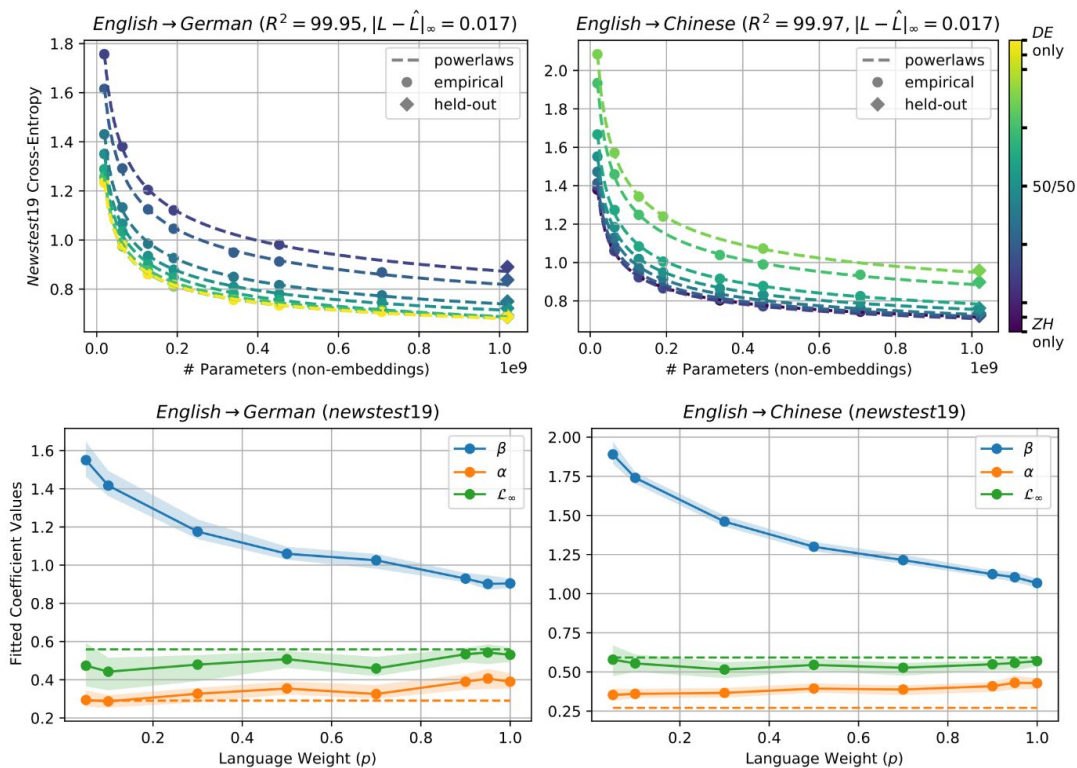 English → German (R² = 99.95, |L − L̂|∞ = 0.017)
Newstest19 Cross-Entropy
1.8
1.6
1.4
1.2
1.0
0.8
powerlaws
empirical
held-out
0.0
0.2
0.4
0.6
0.8
1.0
1e9
# Parameters (non-embeddings)
English → Chinese (R² = 99.97, |L − L̂|∞ = 0.017)
2.0
1.8
1.6
1.4
1.2
1.0
0.8
powerlaws
empirical
held-out
0.0
0.2
0.4
0.6
0.8
1.0
1e9
# Parameters (non-embeddings)
DE
only
50/50
ZH
only
English → German (newstest19)
Fitted Coefficient Values
1.6
1.4
1.2
1.0
0.8
0.6
0.4
0.2
β
α
ℒ∞
0.2
0.4
0.6
0.8
1.0
Language Weight (p)
English → Chinese (newstest19)
2.00
1.75
1.50
1.25
1.00
0.75
0.50
0.25
β
α
ℒ∞
0.2
0.4
0.6
0.8
1.0
Language Weight (p)